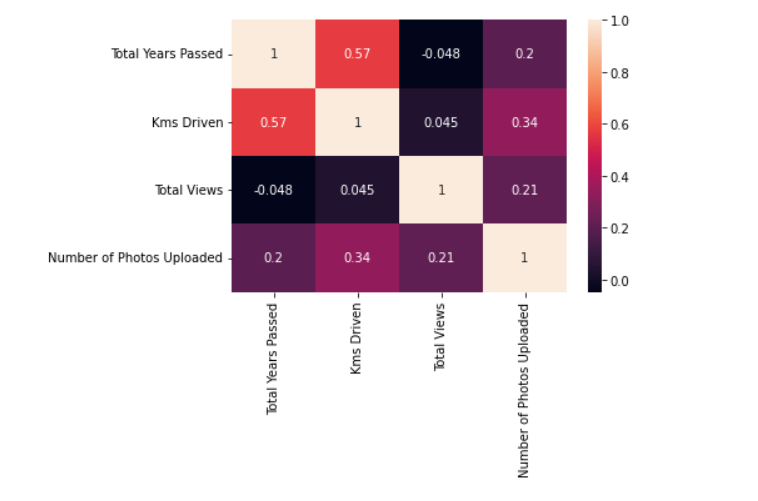 Total Years Passed
1
0.57
-0.048
0.2
Kms Driven
0.57
1
0.045
0.34
Total Views
-0.048
0.045
1
0.21
Number of Photos Uploaded
0.2
0.34
0.21
1
Total Years Passed
Kms Driven
Total Views
Number of Photos Uploaded
1.0
0.8
0.6
0.4
0.2
0.0